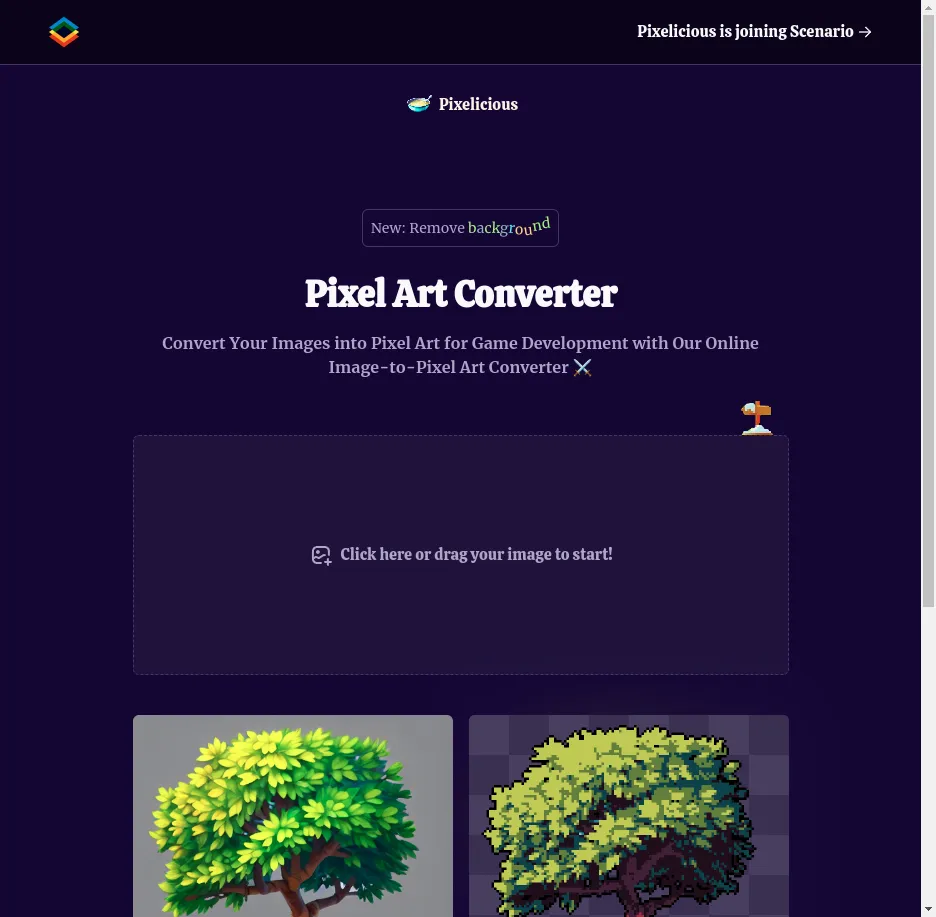 Pixelicious is joining Scenario →
Pixelicious
New: Remove background
Pixel Art Converter
Convert Your Images into Pixel Art for Game Development with Our Online
Image-to-Pixel Art Converter ⚔️
Click here or drag your image to start!